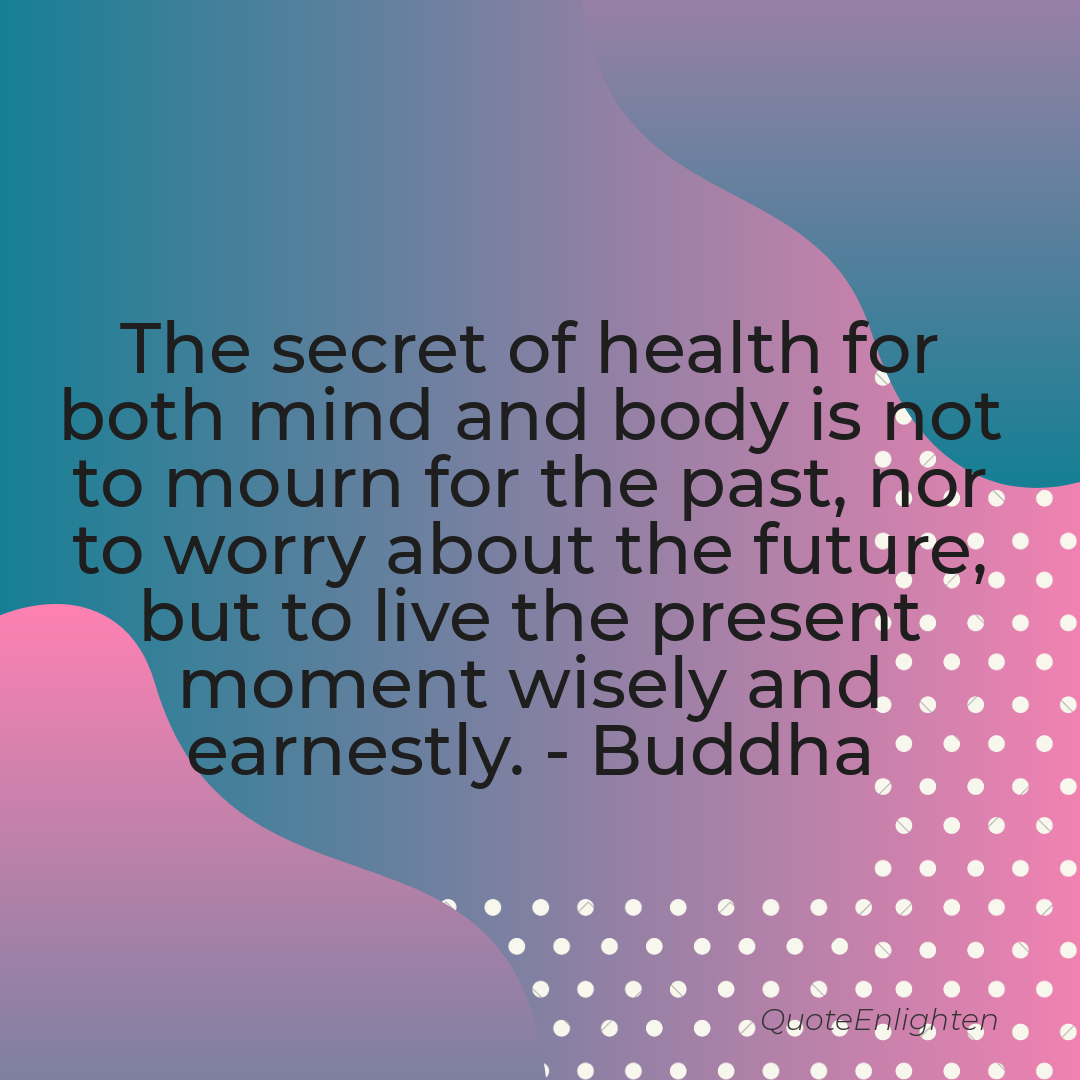 The secret of health for
both mind and body is not
to mourn for the past, nor
to worry about the future,
but to live the present
moment wisely and
earnestly. - Buddha
QuoteEnlighten